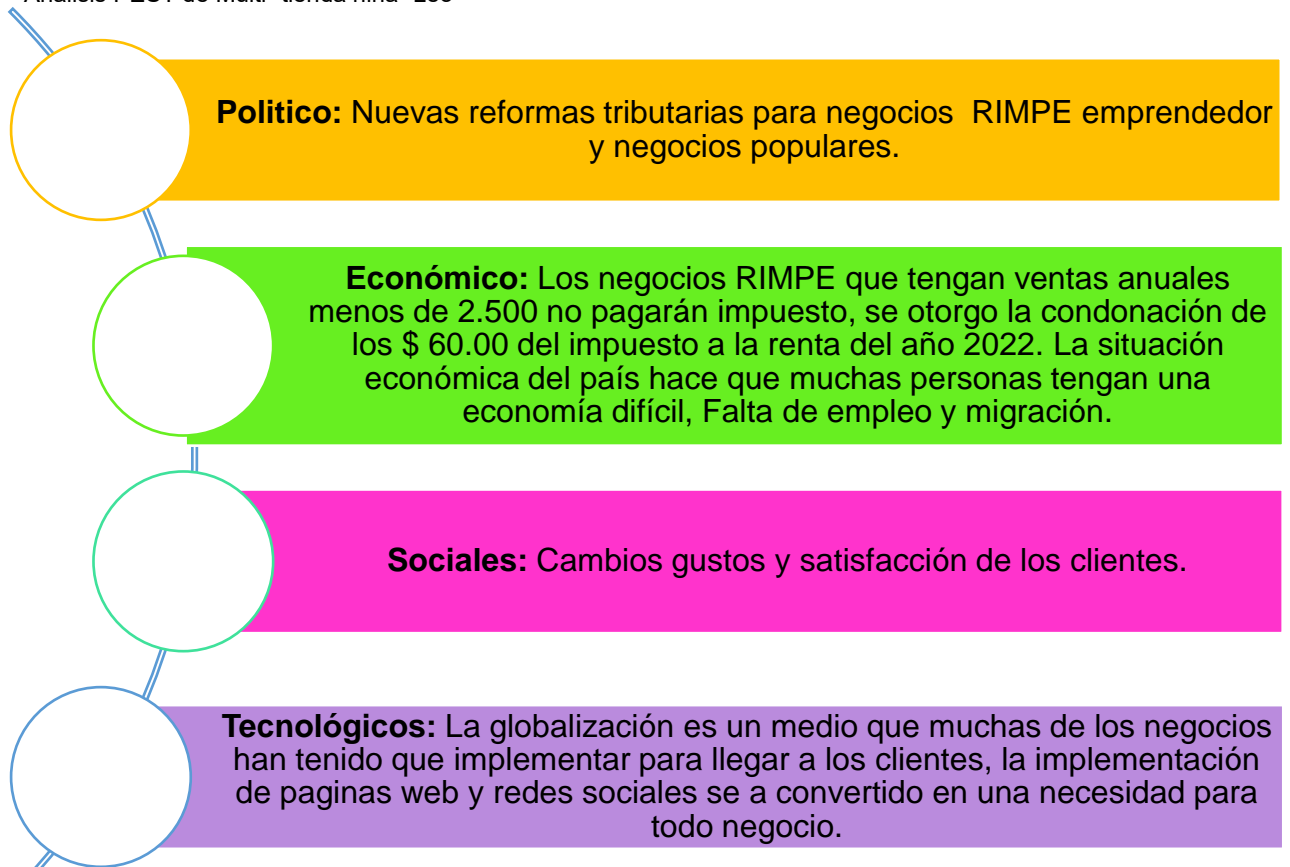 Politico: Nuevas reformas tributarias para negocios  RIMPE emprendedor
y negocios populares.
Económico: Los negocios RIMPE que tengan ventas anuales
menos de 2.500 no pagarán impuesto, se otorgo la condonación de
los $ 60.00 del impuesto a la renta del año 2022. La situación
económica del país hace que muchas personas tengan una
economía difícil, Falta de empleo y migración.
Sociales: Cambios gustos y satisfacción de los clientes.
Tecnológicos: La globalización es un medio que muchas de los negocios
han tenido que implementar para llegar a los clientes, la implementación
de paginas web y redes sociales se a convertido en una necesidad para
todo negocio.